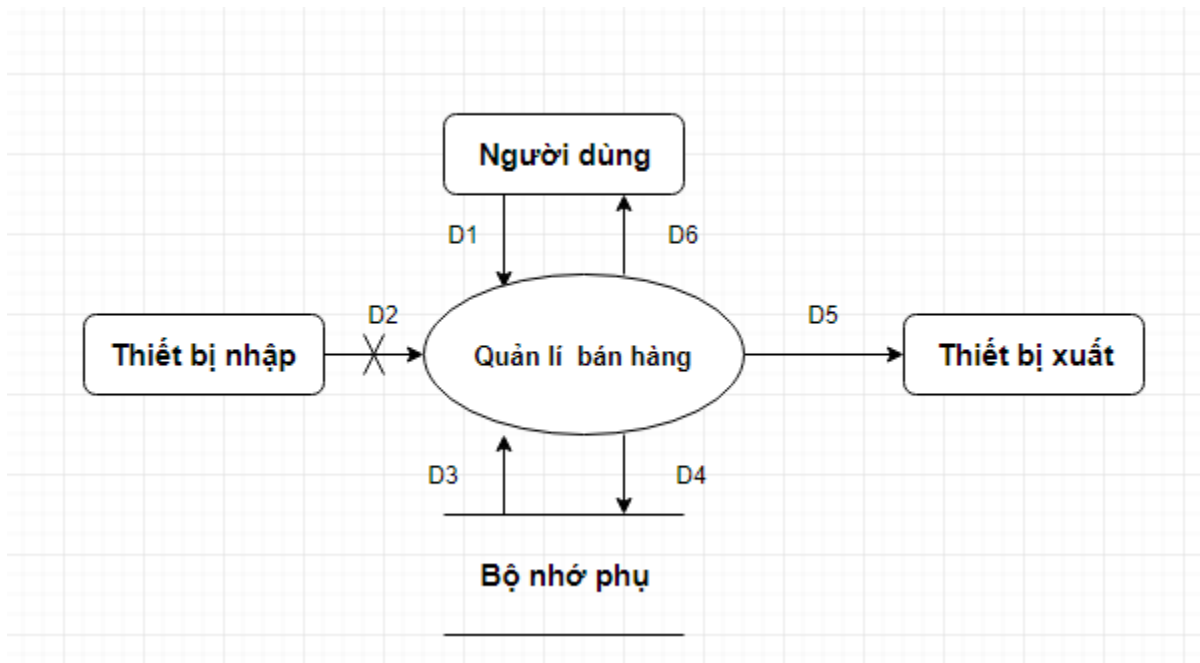 Người dùng
D1
D6
D2
D5
Thiết bị nhập
Quản lí bán hàng
Thiết bị xuất
D3
D4
Bộ nhớ phụ